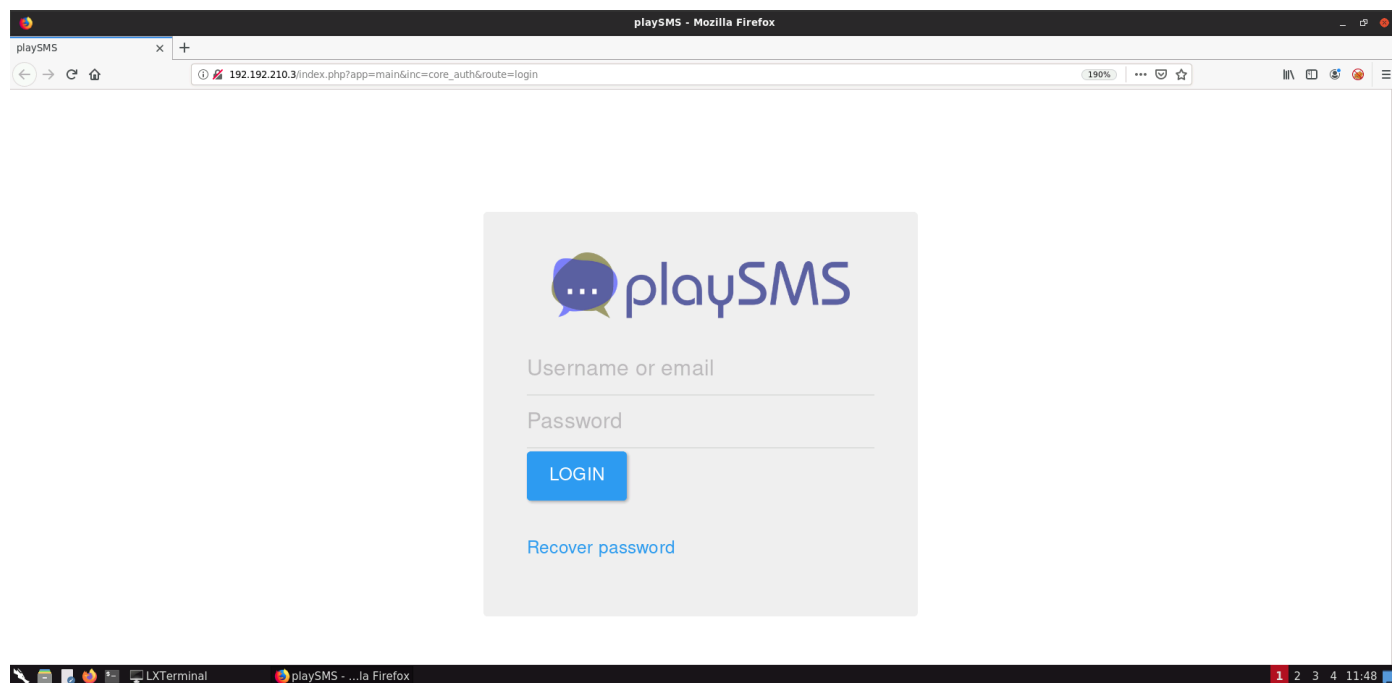 playSMS - Mozilla Firefox
playSMS
192.192.210.3/index.php?app=main&inc=core_auth&route=login
190%
playSMS
Username or email
Password
LOGIN
Recover password
LXTerminal
playSMS - ...la Firefox
1 2 3 4 11:48